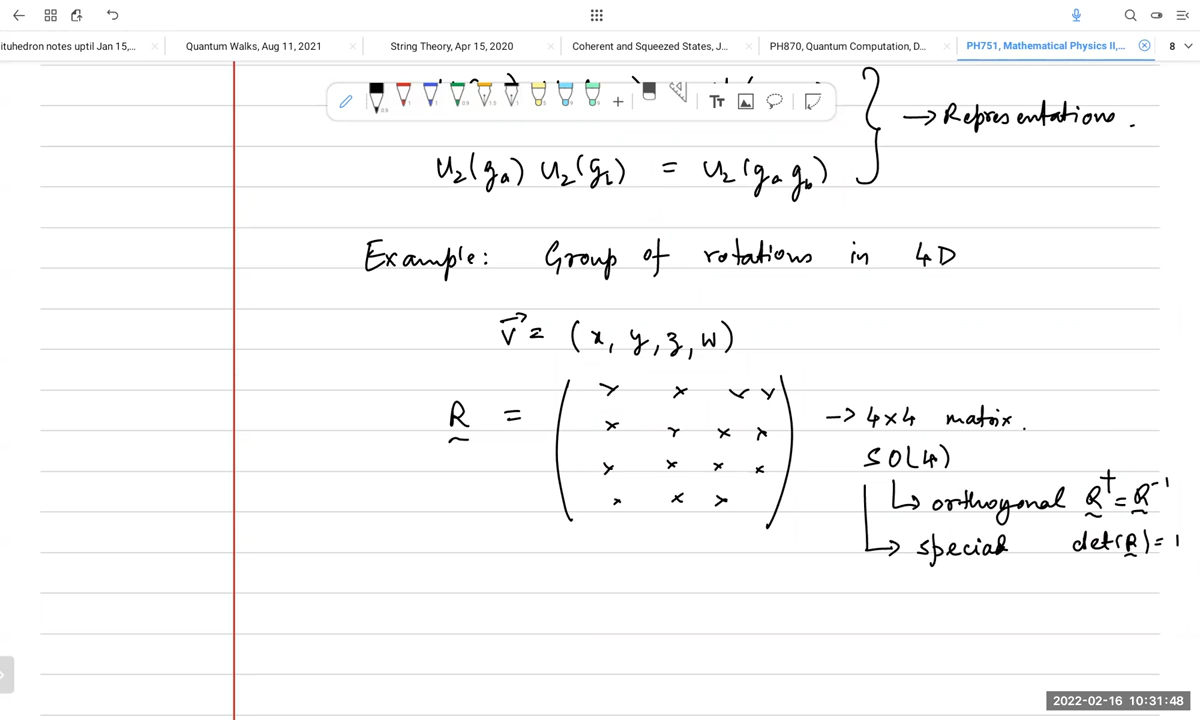 ituhedron notes uptil Jan 15,...
Quantum Walks, Aug 11, 2021
String Theory, Apr 15, 2020
Coherent and Squeezed States, J...
PH870, Quantum Computation, D...
PH751, Mathematical Physics II,...
8
Tт
→ Representations.
U₂(gₐ) U₂(g_b) = U₂(gₐ g_b)
Example: Group of rotations in 4D
V⃗ = (x, y, z, w)
R = ( x x x x
x x x x
x x x x
x x x )
→ 4×4 matrix.
SO(4)
↳ orthogonal R† = R⁻¹
↳ special det(R) = 1
2022-02-16 10:31:48